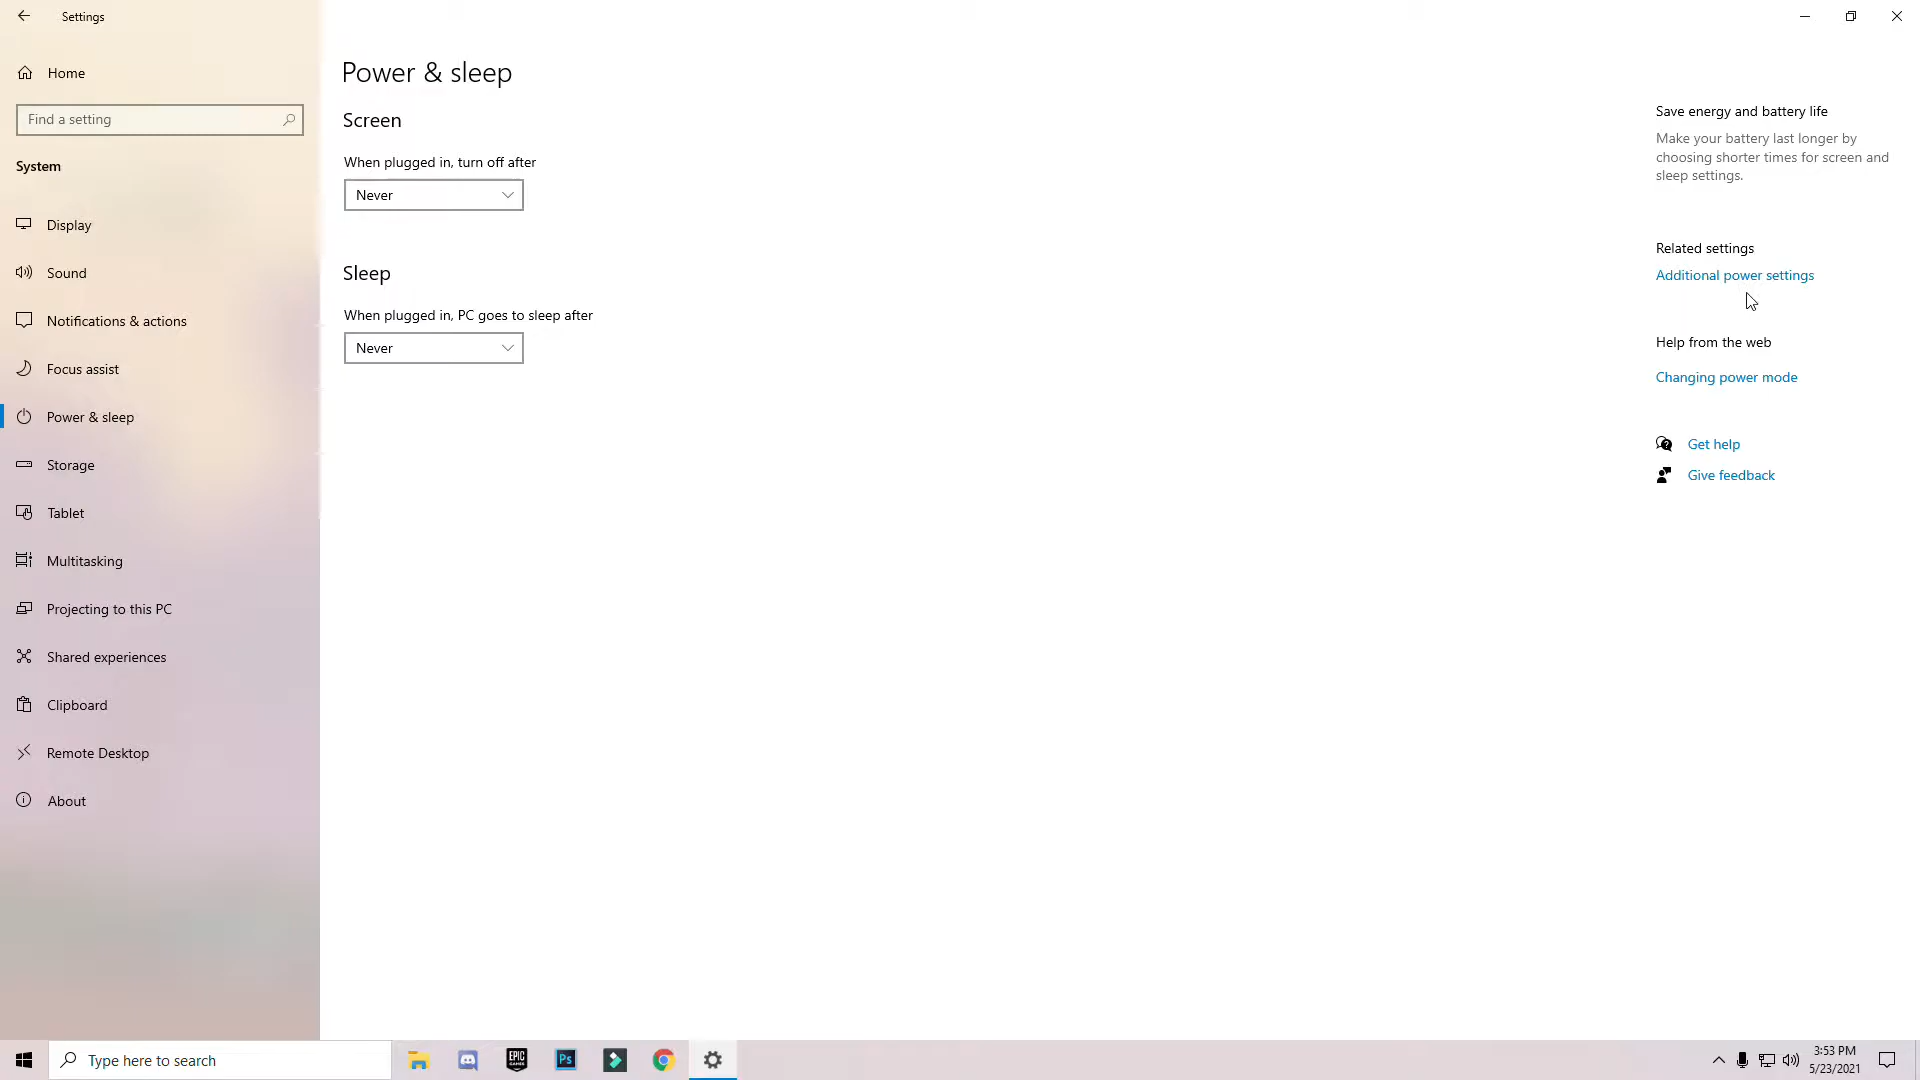 Settings
Home
Find a setting
System
Display
Sound
Notifications & actions
Focus assist
Power & sleep
Storage
Tablet
Multitasking
Projecting to this PC
Shared experiences
Clipboard
Remote Desktop
About
Power & sleep
Screen
When plugged in, turn off after
Never
Sleep
When plugged in, PC goes to sleep after
Never
Save energy and battery life
Make your battery last longer by
choosing shorter times for screen and
sleep settings.
Related settings
Additional power settings
Help from the web
Changing power mode
Get help
Give feedback
Type here to search
EPIC
GAMES
Ps
3:53 PM
5/23/2021